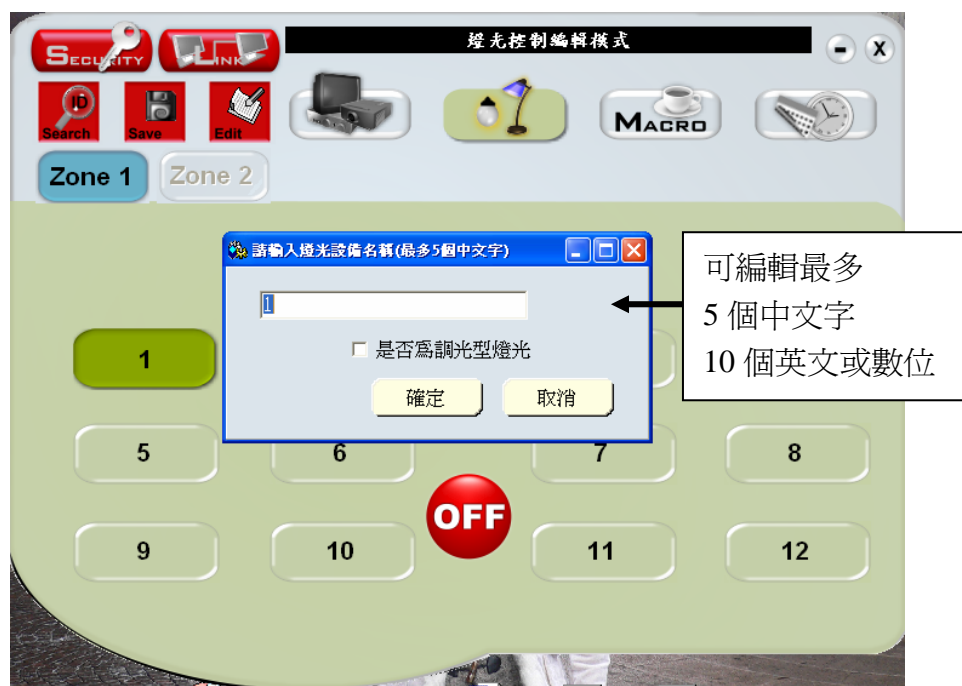 燈光控制編輯模式
SECURITY
LINK
X
ID
Search
Save
Edit
MACRO
Zone 1
Zone 2
請輸入燈光設備名稱(最多5個中文字)
1
是否為調光型燈光
確定
取消
可編輯最多
5 個中文字
10 個英文或數位
1
5
6
7
8
OFF
9
10
11
12